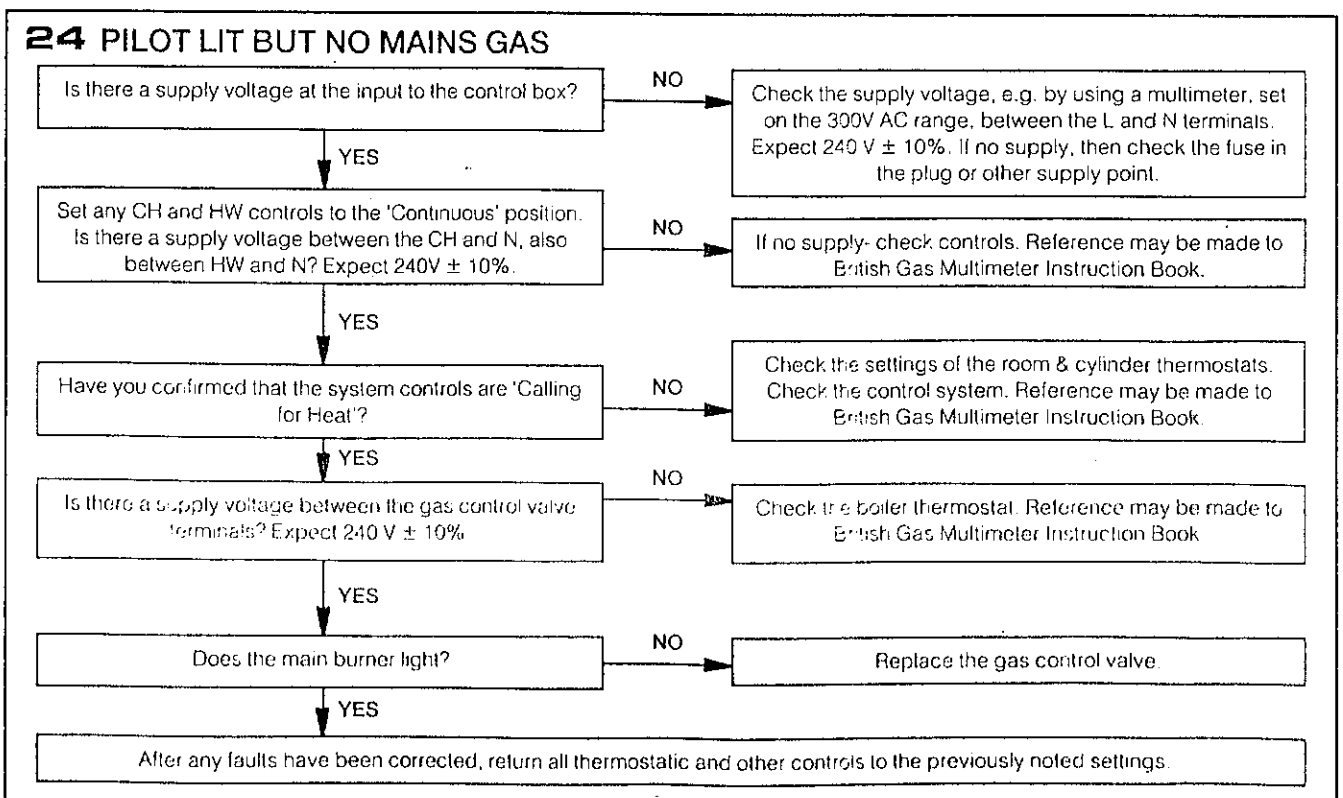 24 PILOT LIT BUT NO MAINS GAS
Is there a supply voltage at the input to the control box?
NO
Check the supply voltage, e.g. by using a multimeter, set
on the 300V AC range, between the L and N terminals.
Expect 240 V ± 10%. If no supply, then check the fuse in
the plug or other supply point.
YES
Set any CH and HW controls to the 'Continuous' position.
Is there a supply voltage between the CH and N, also
between HW and N? Expect 240V ± 10%.
NO
If no supply- check controls. Reference may be made to
British Gas Multimeter Instruction Book.
YES
Have you confirmed that the system controls are 'Calling
for Heat'?
NO
Check the settings of the room & cylinder thermostats.
Check the control system. Reference may be made to
British Gas Multimeter Instruction Book.
YES
Is there a supply voltage between the gas control valve
terminals? Expect 240 V ± 10%
NO
Check the boiler thermostat. Reference may be made to
British Gas Multimeter Instruction Book
YES
Does the main burner light?
NO
Replace the gas control valve.
YES
After any faults have been corrected, return all thermostatic and other controls to the previously noted settings.